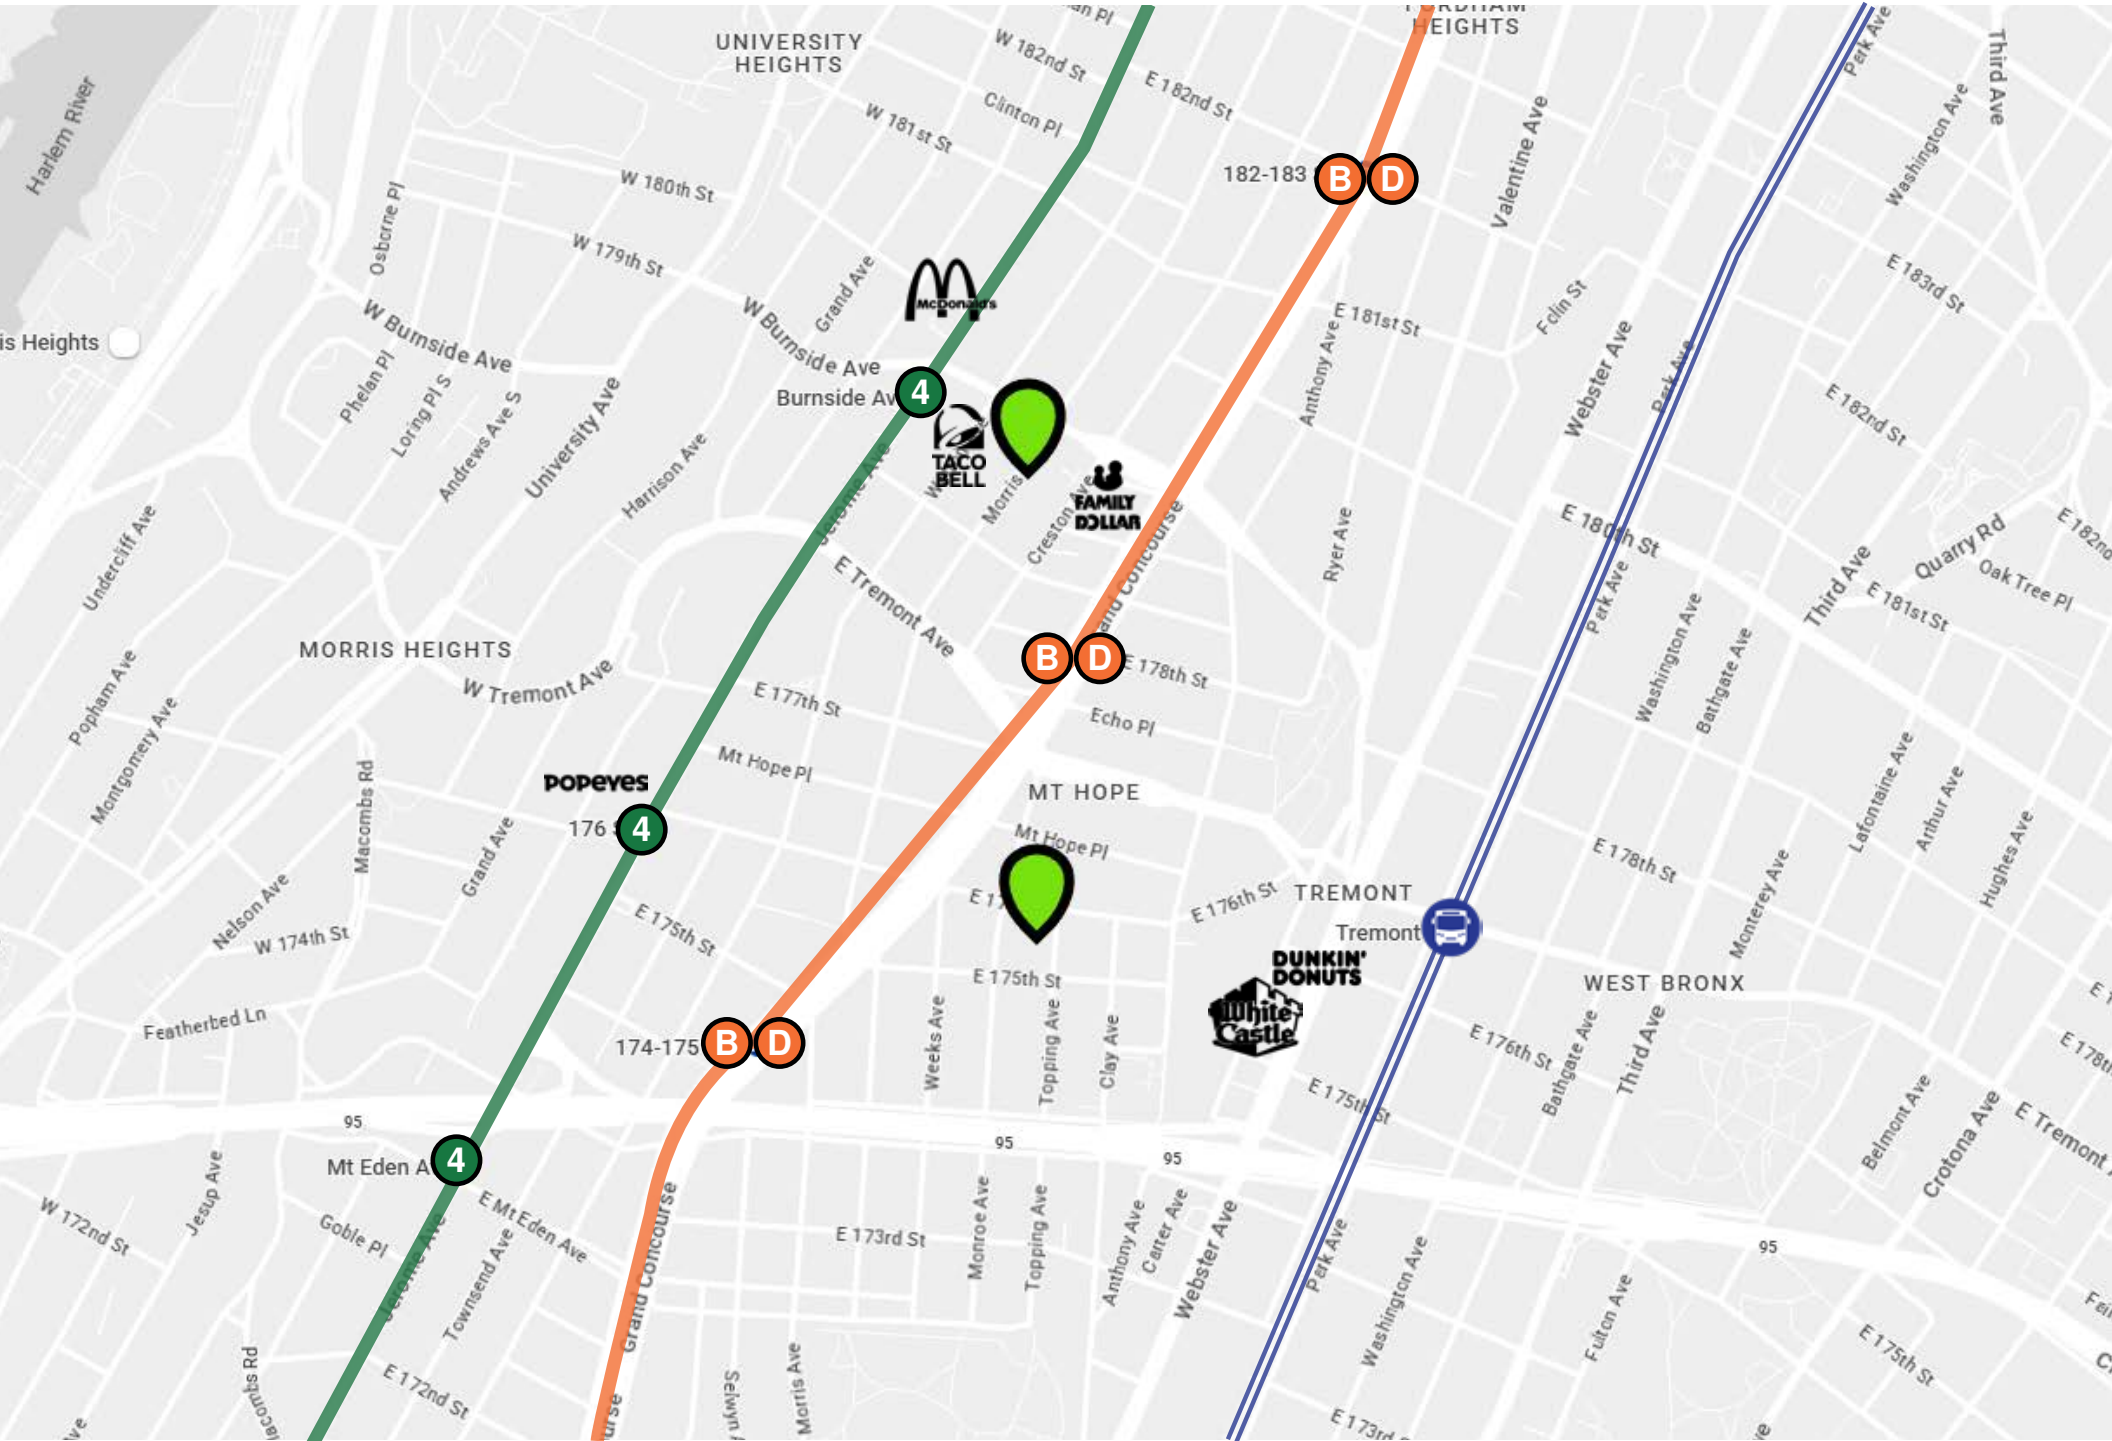 UNIVERSITY
HEIGHTS
W 182nd St
Clinton Pl
E 182nd St
HEIGHTS
Park Ave
Third Ave
Washington Ave
Harlem River
W 181st St
W 180th St
182-183
B
D
Valentine Ave
Osborne Pl
W 179th St
Grand Ave
McDonald's
E 183rd St
W Burnside Ave
W Burnside Ave
E 181st St
Anthony Ave
Webster Ave
Park Ave
is Heights
Phelan Pl
Loring Pl S
Andrews Ave S
University Ave
Burnside Av
4
TACO
BELL
Harrison Ave
Jerome Ave
Morris
Creston Ave
FAMILY
DOLLAR
E 182nd St
E 180th St
Ryer Ave
Undercliff Ave
E Tremont Ave
Park Ave
Third Ave
Quarry Rd
Oak Tree Pl
E 181st St
E 182nd
Washington Ave
Bathgate Ave
MORRIS HEIGHTS
W Tremont Ave
B
D
E 178th St
Popham Ave
Montgomery Ave
E 177th St
Echo Pl
Mt Hope Pl
Macombs Rd
POPEYES
176
4
MT HOPE
Mt Hope Pl
Lafontaine Ave
Arthur Ave
Hughes Ave
E 178th St
Monterey Ave
Grand Ave
Nelson Ave
W 174th St
E 175th St
E 17
E 176th St
TREMONT
Tremont
DUNKIN'
DONUTS
White
Castle
WEST BRONX
E 175th St
Featherbed Ln
174-175
B
D
Weeks Ave
Topping Ave
Clay Ave
E 176th St
Bathgate Ave
Third Ave
E 178th
E 175th St
Belmont Ave
Crotona Ave
E Tremont
95
95
95
95
Mt Eden A
4
Jesup Ave
W 172nd St
Goble Pl
E Mt Eden Ave
Townsend Ave
Jerome Ave
Grand Concourse
E 173rd St
Monroe Ave
Topping Ave
Anthony Ave
Carter Ave
Webster Ave
Park Ave
Washington Ave
Fulton Ave
E 175th St
E 172nd St
Morris Ave
E 173rd